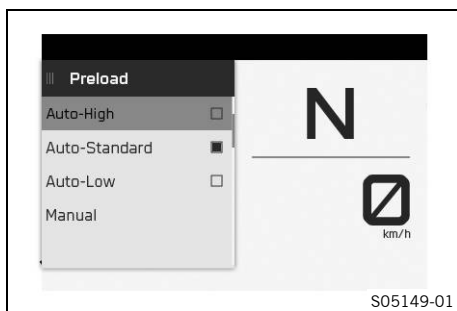 Preload
Auto-High
Auto-Standard
Auto-Low
Manual
N
0
km/h
S05149-01